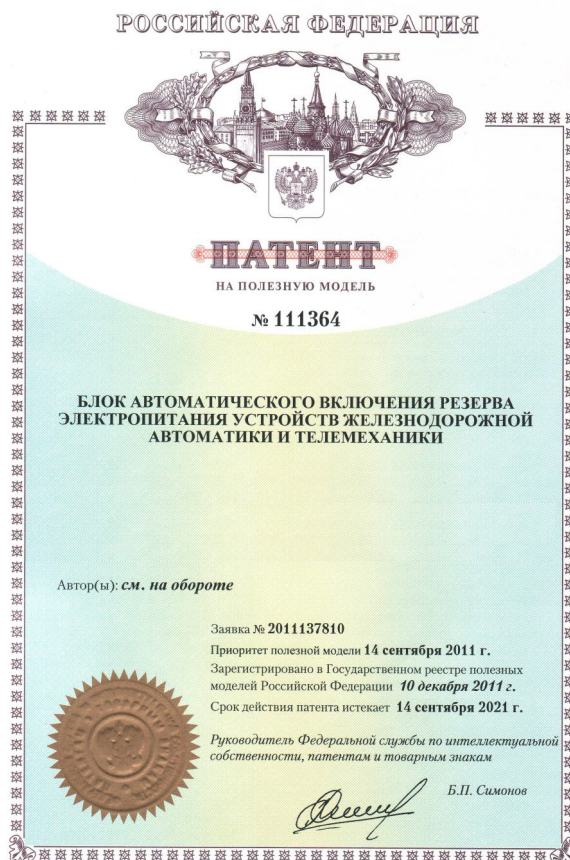 РОССИЙСКАЯ ФЕДЕРАЦИЯ
ПАТЕНТ
НА ПОЛЕЗНУЮ МОДЕЛЬ
№ 111364
БЛОК АВТОМАТИЧЕСКОГО ВКЛЮЧЕНИЯ РЕЗЕРВА
ЭЛЕКТРОПИТАНИЯ УСТРОЙСТВ ЖЕЛЕЗНОДОРОЖНОЙ
АВТОМАТИКИ И ТЕЛЕМЕХАНИКИ
Автор(ы): см. на обороте
Заявка № 2011137810
Приоритет полезной модели 14 сентября 2011 г.
Зарегистрировано в Государственном реестре полезных
моделей Российской Федерации 10 декабря 2011 г.
Срок действия патента истекает 14 сентября 2021 г.
Руководитель Федеральной службы по интеллектуальной
собственности, патентам и товарным знакам
Б.П. Симонов